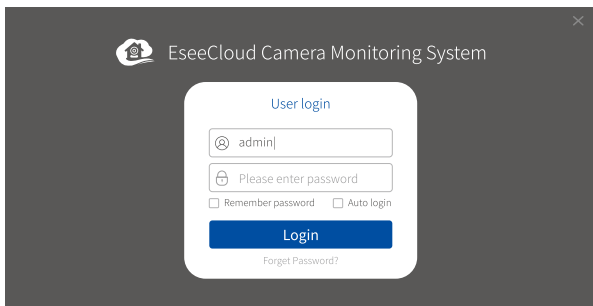 EseeCloud Camera Monitoring System
User login
admin
Please enter password
Remember password Auto login
Login
Forget Password?